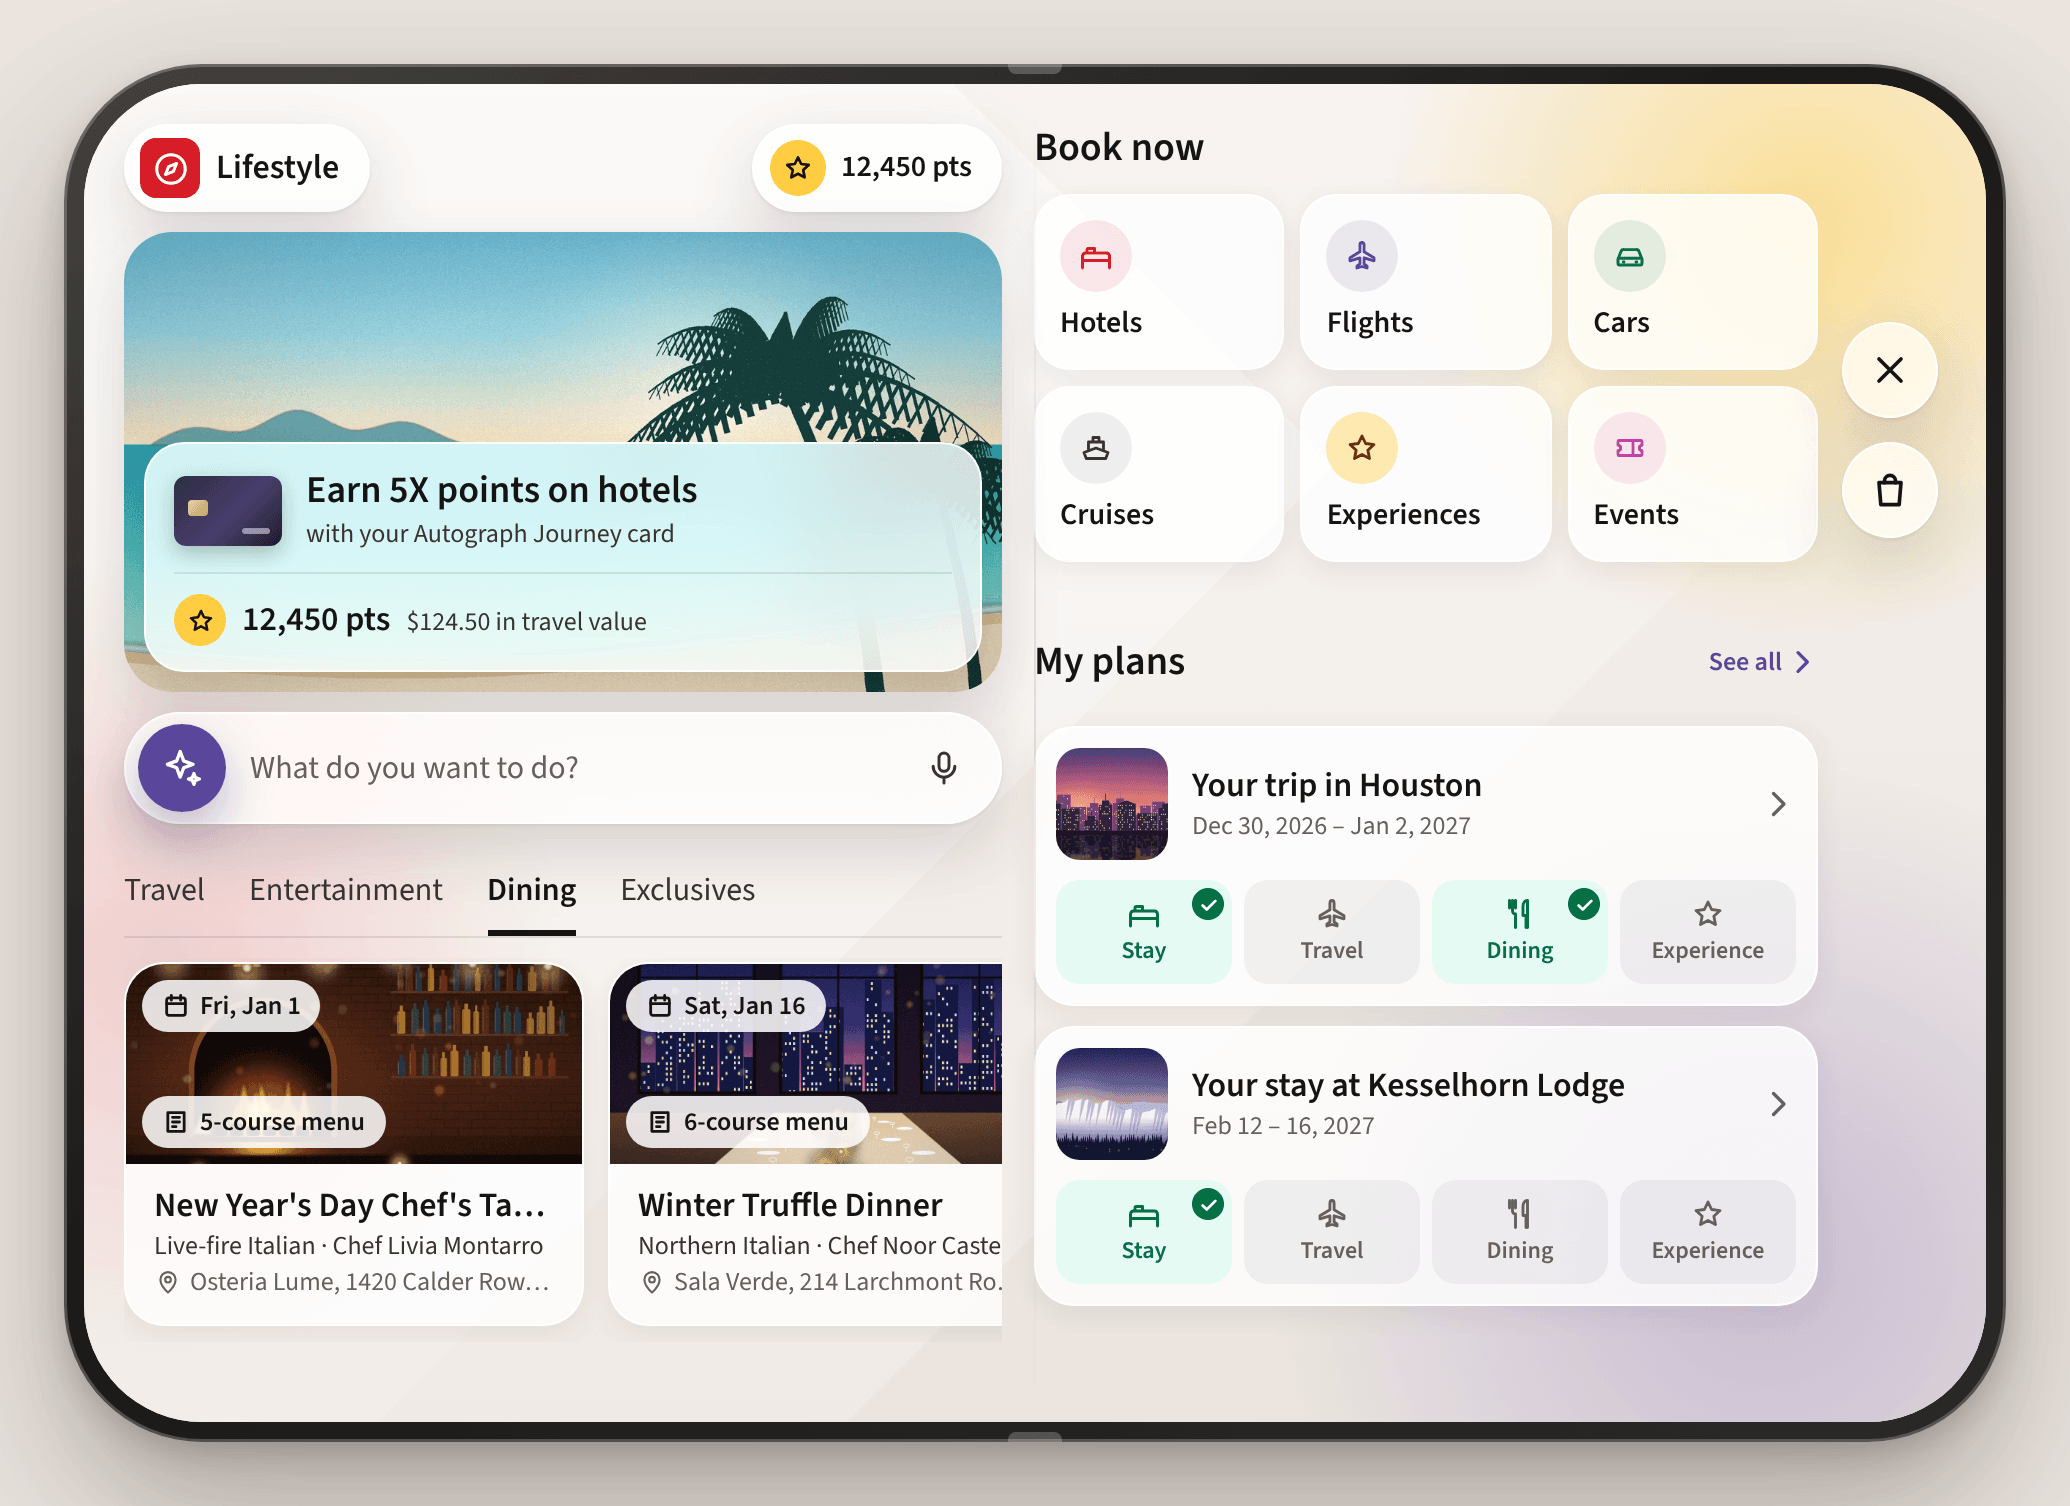 Lifestyle
12,450 pts
Earn 5X points on hotels
with your Autograph Journey card
12,450 pts $124.50 in travel value
What do you want to do?
Travel Entertainment Dining Exclusives
Fri, Jan 1
5-course menu
New Year's Day Chef's Ta...
Live-fire Italian · Chef Livia Montarro
Osteria Lume, 1420 Calder Row...
Sat, Jan 16
6-course menu
Winter Truffle Dinner
Northern Italian · Chef Noor Caste
Sala Verde, 214 Larchmont Ro.
Book now
Hotels
Flights
Cars
Cruises
Experiences
Events
My plans
See all
Your trip in Houston
Dec 30, 2026 – Jan 2, 2027
Stay
Travel
Dining
Experience
Your stay at Kesselhorn Lodge
Feb 12 – 16, 2027
Stay
Travel
Dining
Experience